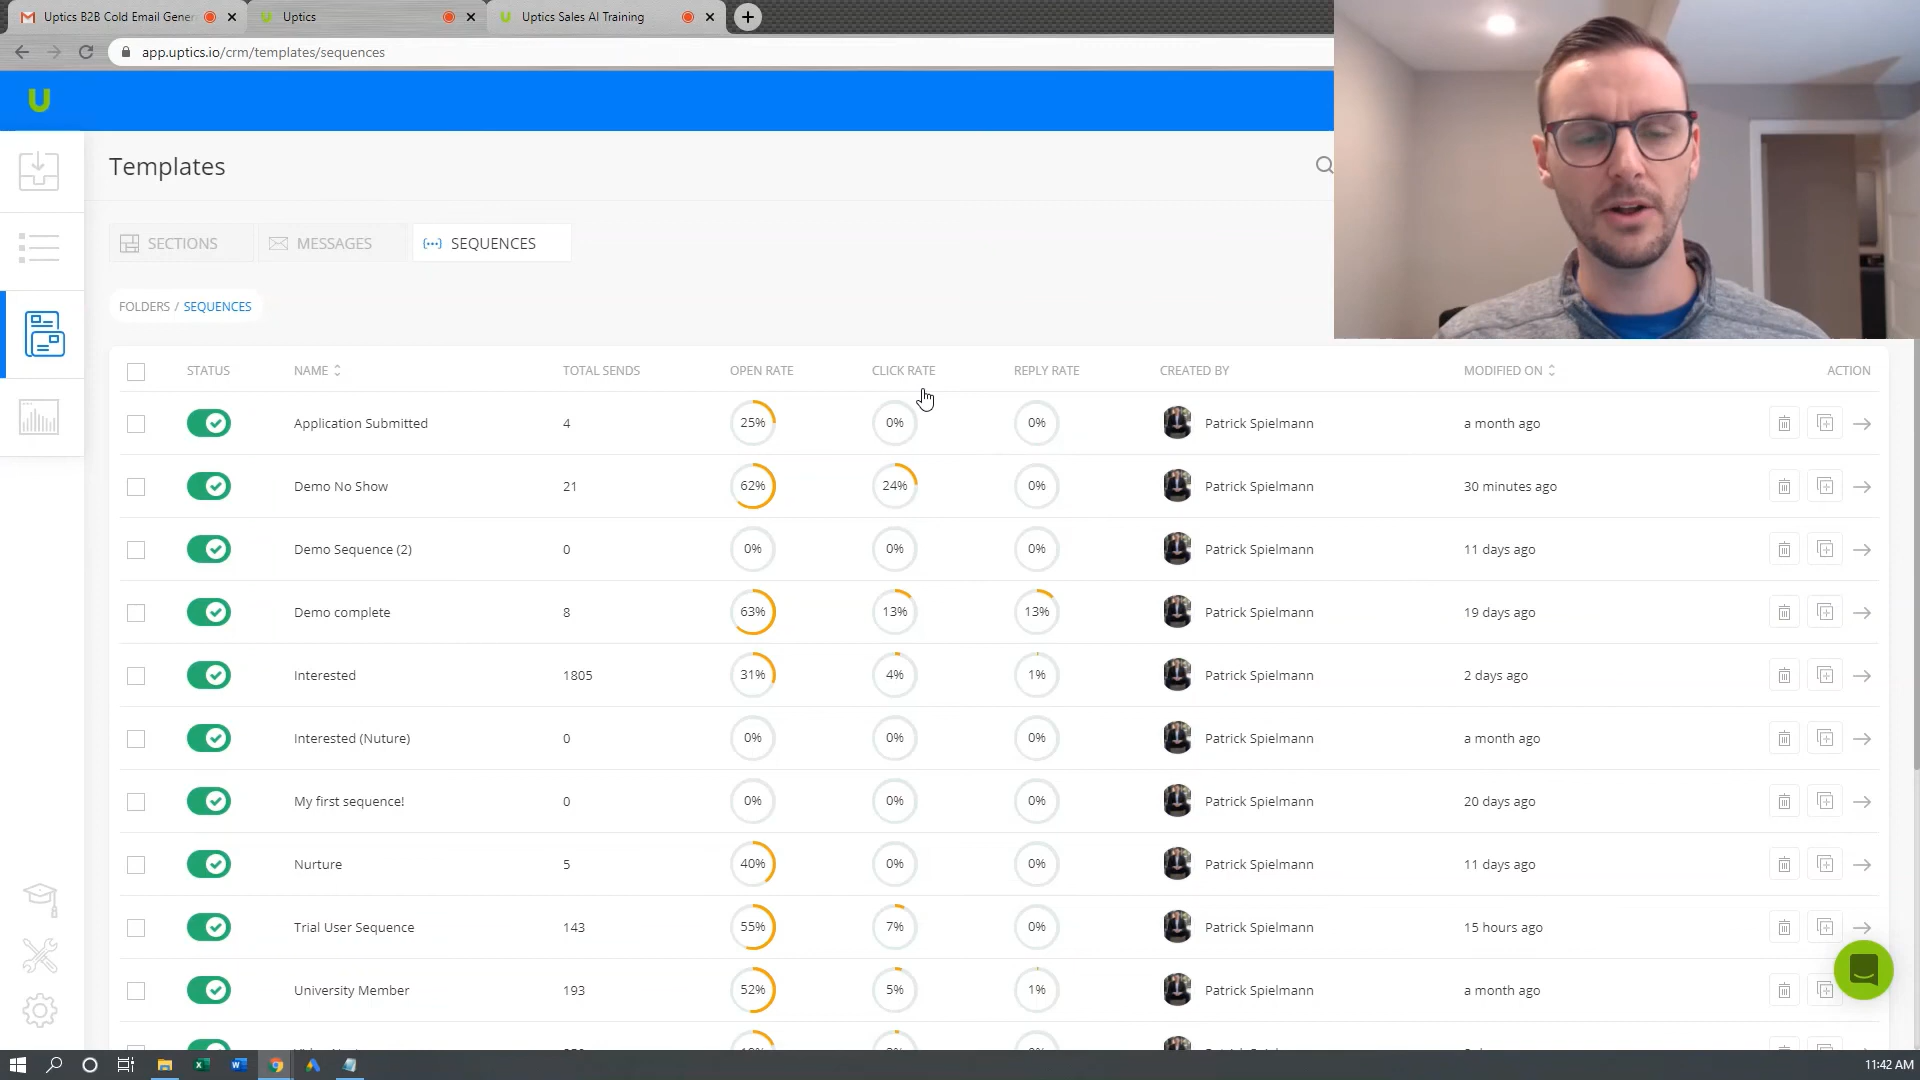 Uptics B2B Cold Email Gener
Uptics
Uptics Sales AI Training
app.uptics.io/crm/templates/sequences
U
Templates
SECTIONS
MESSAGES
SEQUENCES
FOLDERS / SEQUENCES
STATUS NAME TOTAL SENDS OPEN RATE CLICK RATE REPLY RATE CREATED BY MODIFIED ON ACTION
Application Submitted 4 25% 0% 0% Patrick Spielmann a month ago
Demo No Show 21 62% 24% 0% Patrick Spielmann 30 minutes ago
Demo Sequence (2) 0 0% 0% 0% Patrick Spielmann 11 days ago
Demo complete 8 63% 13% 13% Patrick Spielmann 19 days ago
Interested 1805 31% 4% 1% Patrick Spielmann 2 days ago
Interested (Nuture) 0 0% 0% 0% Patrick Spielmann a month ago
My first sequence! 0 0% 0% 0% Patrick Spielmann 20 days ago
Nurture 5 40% 0% 0% Patrick Spielmann 11 days ago
Trial User Sequence 143 55% 7% 0% Patrick Spielmann 15 hours ago
University Member 193 52% 5% 1% Patrick Spielmann a month ago
11:42 AM